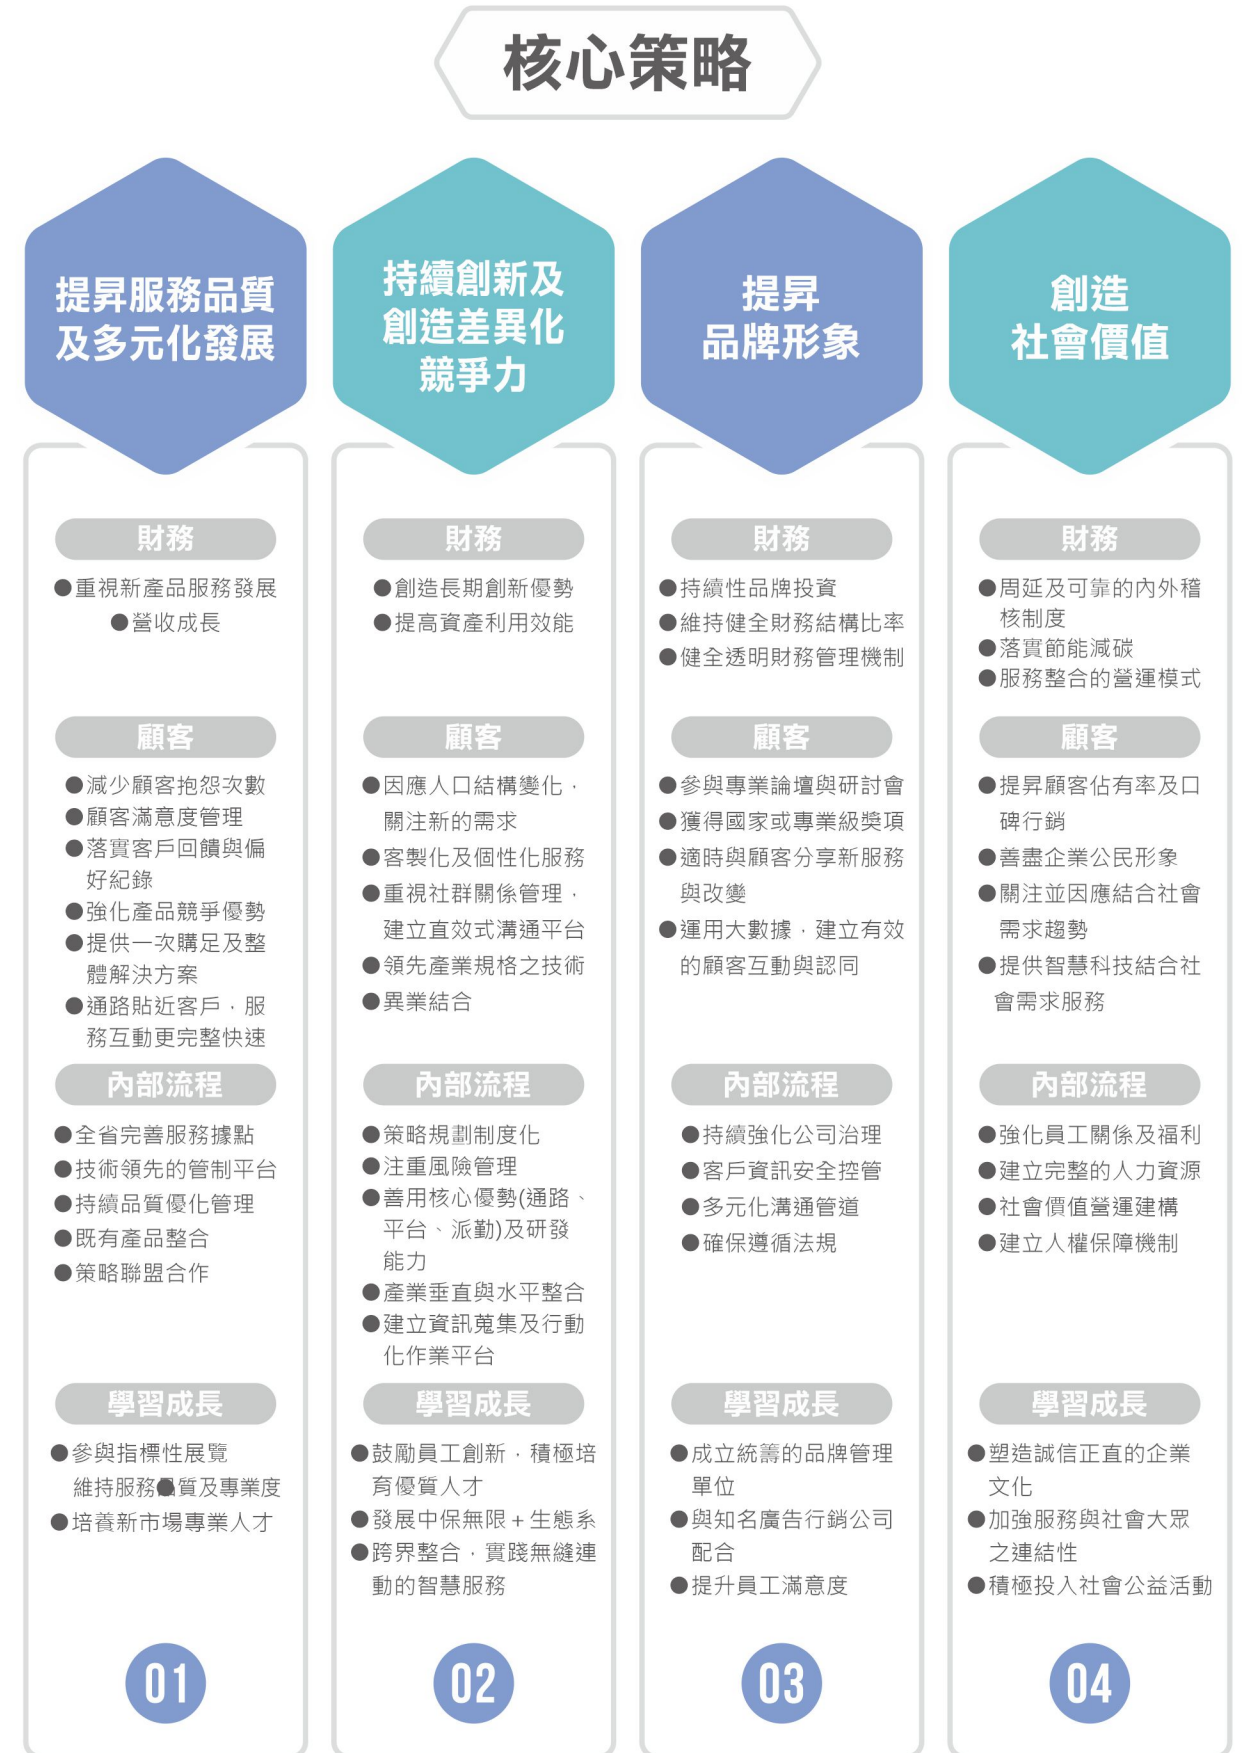 核心策略
提昇服務品質
及多元化發展
財務
●重視新產品服務發展
●營收成長
顧客
●減少顧客抱怨次數
●顧客滿意度管理
●落實客戶回饋與偏
好紀錄
●強化產品競爭優勢
●提供一次購足及整
體解決方案
●通路貼近客戶，服
務互動更完整快速
內部流程
●全省完善服務據點
●技術領先的管制平台
●持續品質優化管理
●既有產品整合
●策略聯盟合作
學習成長
●參與指標性展覽
維持服務品質及專業度
●培養新市場專業人才
01
持續創新及
創造差異化
競爭力
財務
●創造長期創新優勢
●提高資產利用效能
顧客
●因應人口結構變化，
關注新的需求
●客製化及個性化服務
●重視社群關係管理，
建立直效式溝通平台
●領先產業規格之技術
●異業結合
內部流程
●策略規劃制度化
●注重風險管理
●善用核心優勢(通路、
平台、派勤)及研發
能力
●產業垂直與水平整合
●建立資訊蒐集及行動
化作業平台
學習成長
●鼓勵員工創新，積極培
育優質人才
●發展中保無限+生態系
●跨界整合，實踐無縫連
動的智慧服務
02
提昇
品牌形象
財務
●持續性品牌投資
●維持健全財務結構比率
●健全透明財務管理機制
顧客
●參與專業論壇與研討會
●獲得國家或專業級獎項
●適時與顧客分享新服務
與改變
●運用大數據，建立有效
的顧客互動與認同
內部流程
●持續強化公司治理
●客戶資訊安全控管
●多元化溝通管道
●確保遵循法規
學習成長
●成立統籌的品牌管理
單位
●與知名廣告行銷公司
配合
●提升員工滿意度
03
創造
社會價值
財務
●周延及可靠的內外稽
核制度
●落實節能減碳
●服務整合的營運模式
顧客
●提昇顧客佔有率及口
碑行銷
●善盡企業公民形象
●關注並因應結合社會
需求趨勢
●提供智慧科技結合社
會需求服務
內部流程
●強化員工關係及福利
●建立完整的人力資源
●社會價值營運建構
●建立人權保障機制
學習成長
●塑造誠信正直的企業
文化
●加強服務與社會大眾
之連結性
●積極投入社會公益活動
04